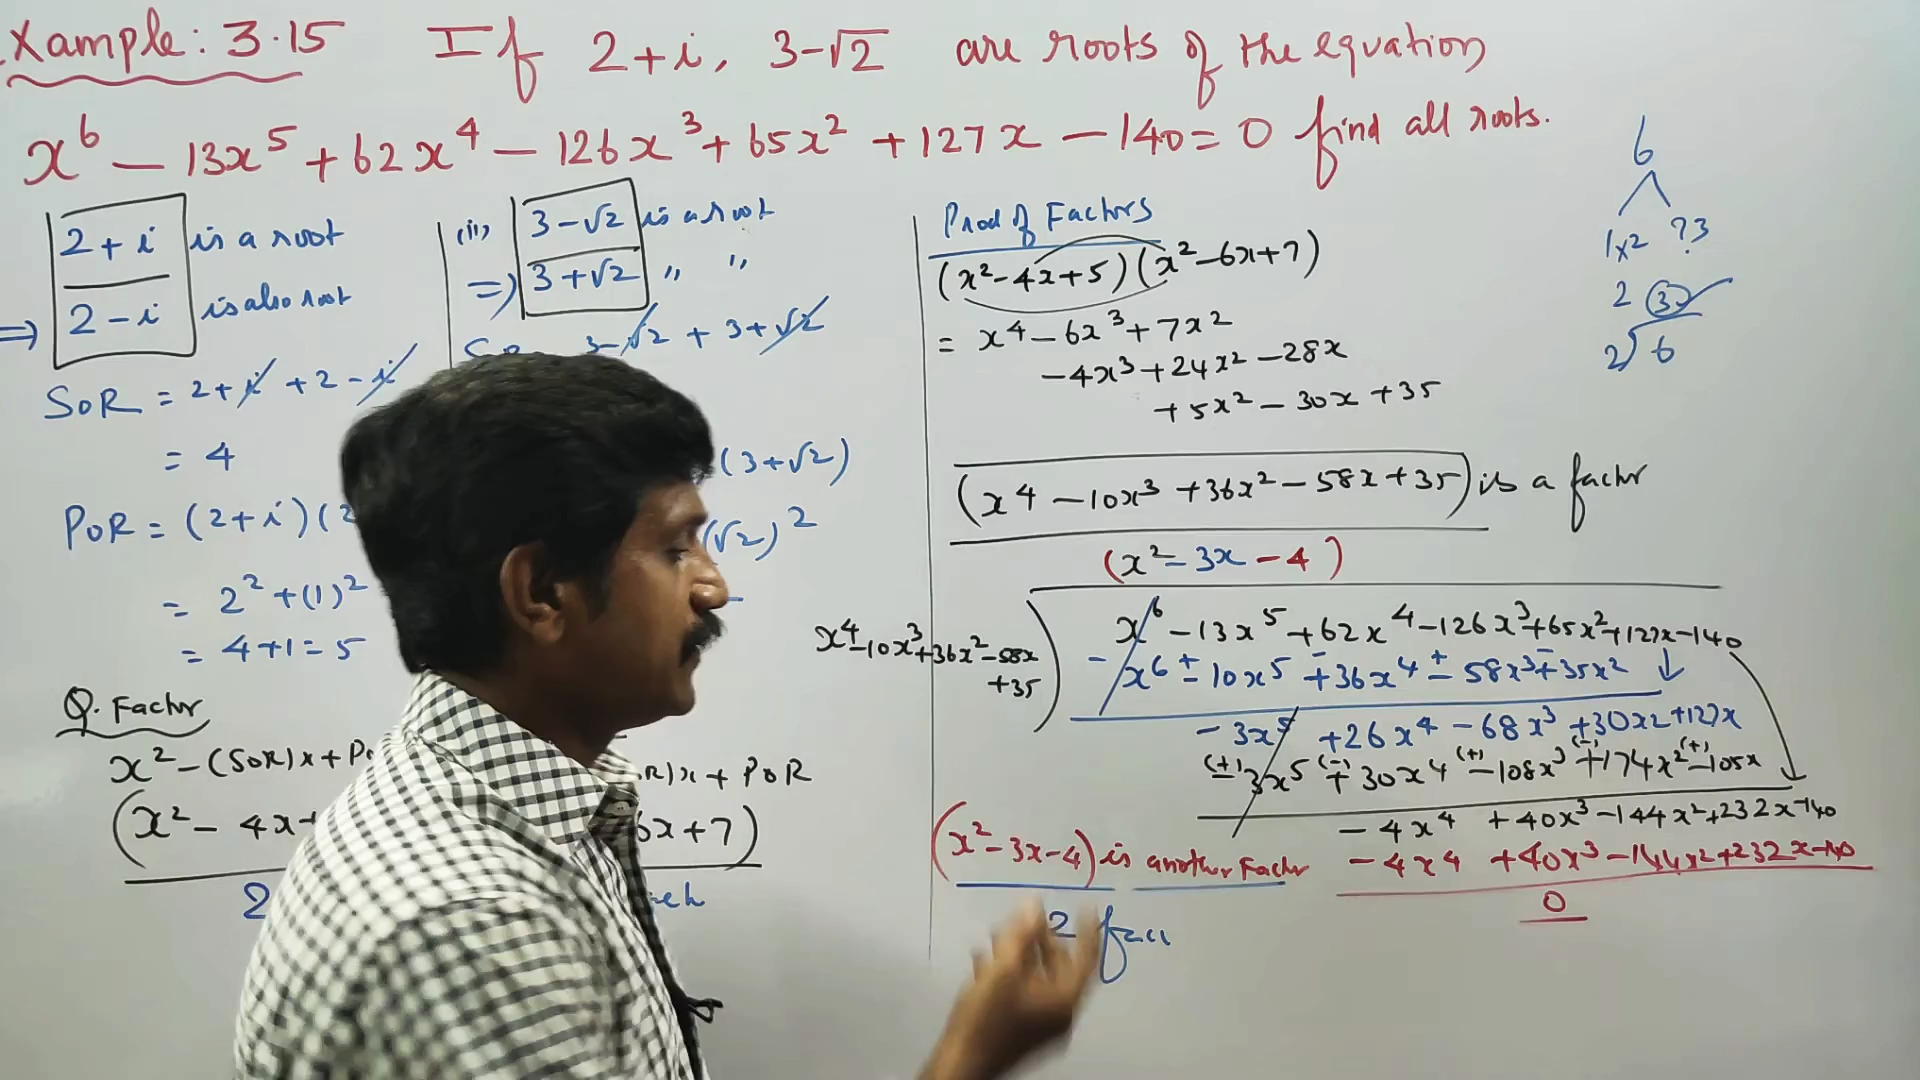 .Xample: 3.15 If 2+i, 3-√2 are roots of the equation
x⁶ - 13x⁵ + 62x⁴ - 126x³ + 65x² + 127x - 140 = 0 find all roots.
2+i is a root
⇒ 2-i is also root
SoR = 2+i + 2-i
= 4
PoR = (2+i)(2
= 2² + (1)²
= 4+1 = 5
Q. Factor
x² - (SoR)x + Po
(x² - 4x+
2
(ii) 3-√2 is a root
⇒) 3+√2 〃 〃
3-√2 + 3+√2
(3+√2)
(√2)²
R)x + PoR
6x+7)
Prod of Factors
(x²-4x+5)(x²-6x+7)
= x⁴ - 6x³ + 7x²
-4x³ + 24x² - 28x
+ 5x² - 30x + 35
(x⁴ - 10x³ + 36x² - 58x + 35) is a factor
(x² - 3x - 4)
x⁴-10x³+36x²-58x
+35
x⁶ - 13x⁵ + 62x⁴ - 126x³ + 65x² + 127x - 140
x⁶ - 10x⁵ + 36x⁴ - 58x³ + 35x²
- 3x⁵ + 26x⁴ - 68x³ + 30x2 + 127x
(+) (-) (+) (-) (+)
- 3x⁵ + 30x⁴ - 108x³ + 174x² - 105x
- 4x⁴ + 40x³ - 144x² + 232x - 140
- 4x⁴ + 40x³ - 144x² + 232x - 140
0
(x² - 3x - 4) is another Factor
2
6
1x2 ?3
2 3
2)6